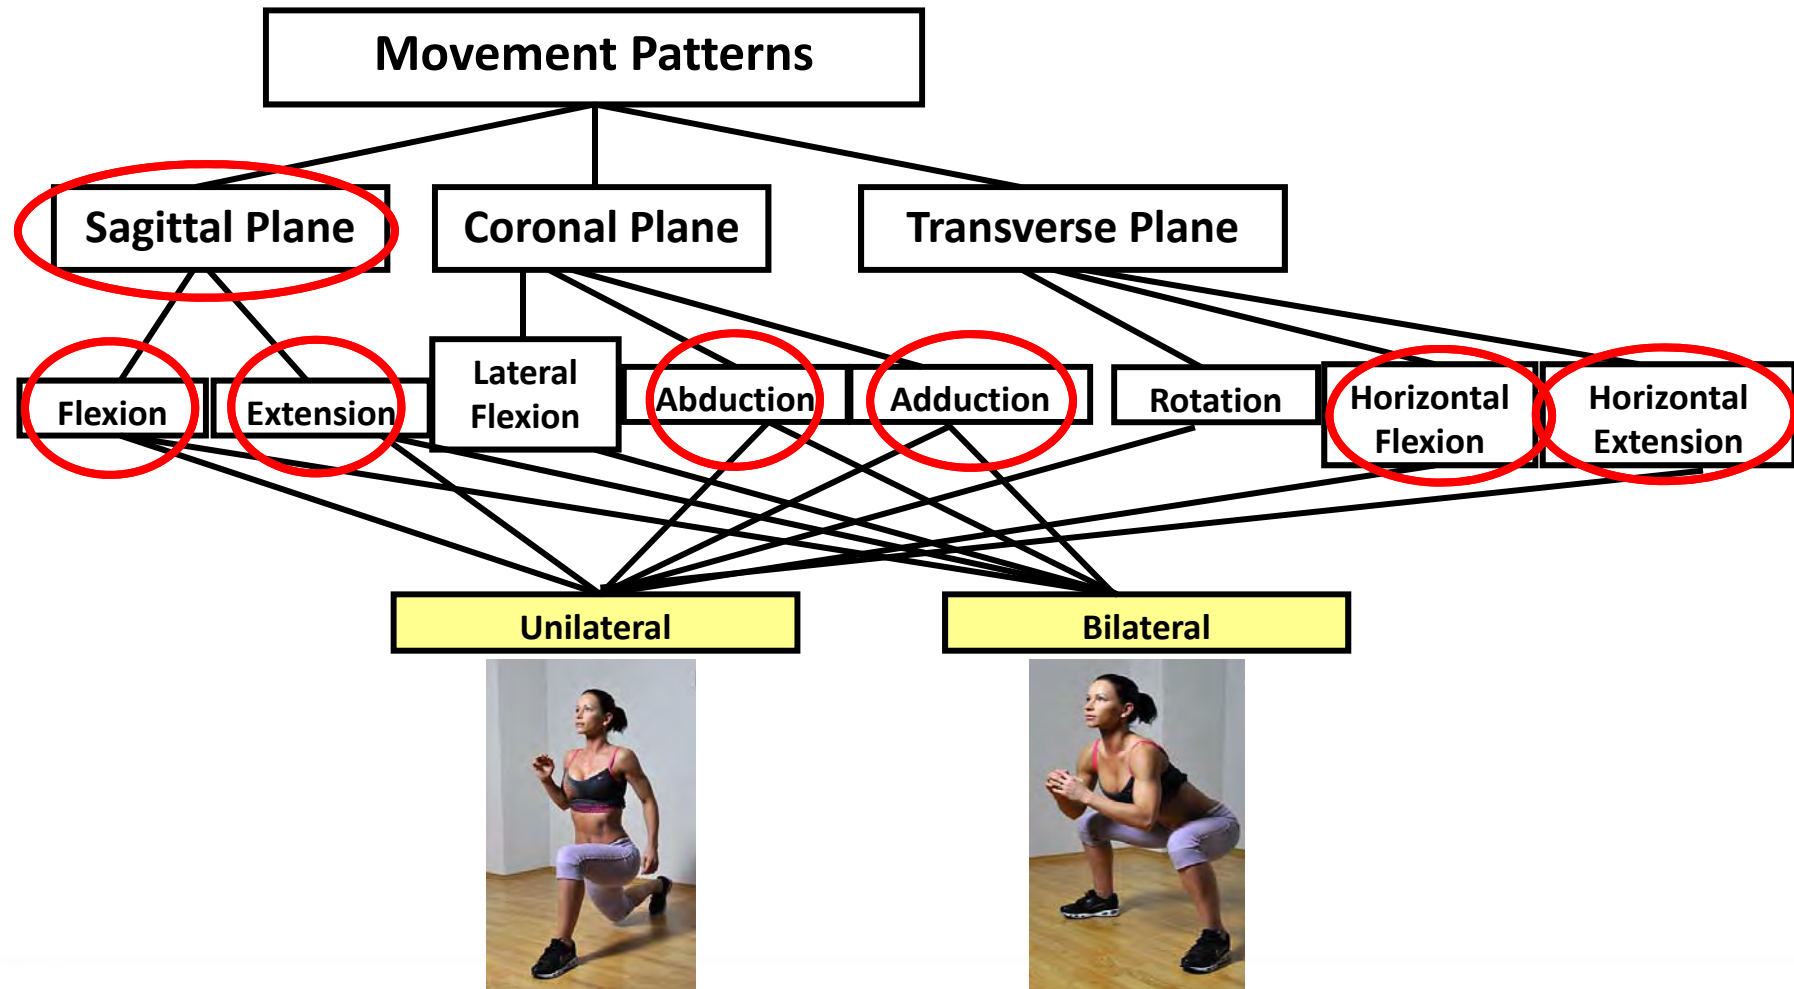 Movement Patterns
Sagittal Plane
Coronal Plane
Transverse Plane
Flexion
Extension
Lateral
Flexion
Abduction
Adduction
Rotation
Horizontal
Flexion
Horizontal
Extension
Unilateral
Bilateral